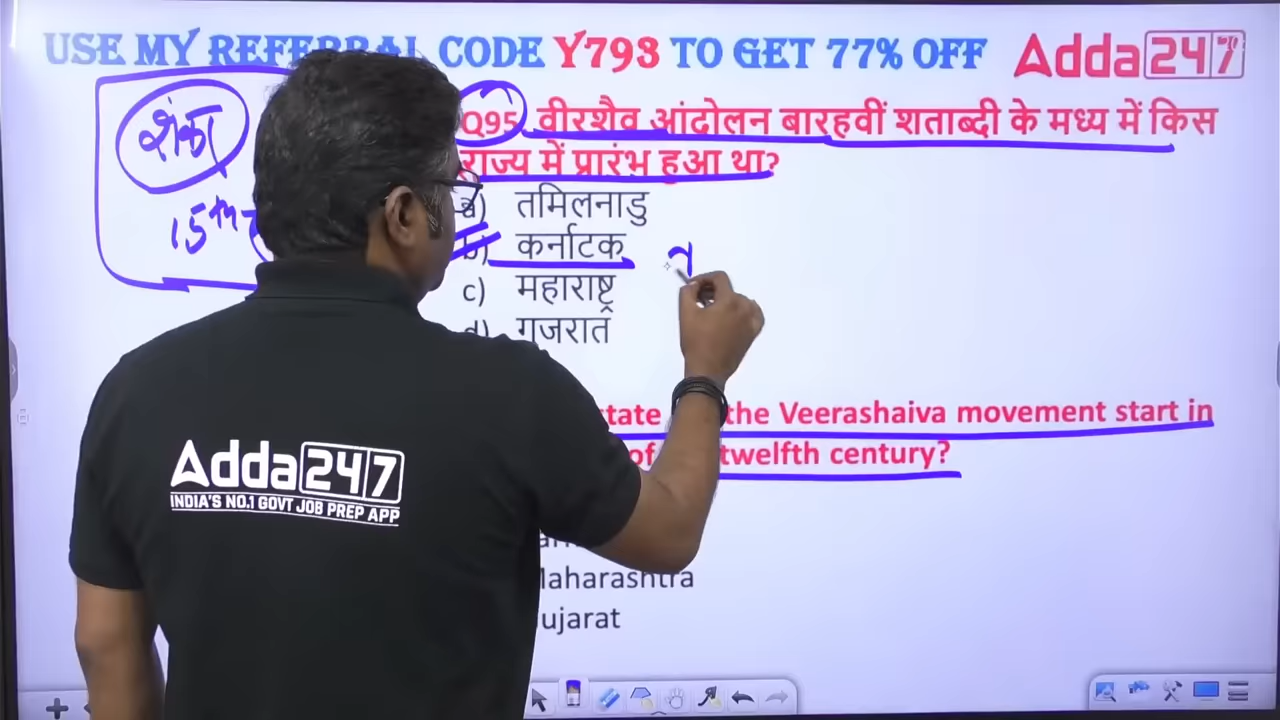 USE MY REFERRAL CODE Y793 TO GET 77% OFF
Adda247
Q95. वीरशैव आंदोलन बारहवीं शताब्दी के मध्य में किस
राज्य में प्रारंभ हुआ था?
a) तमिलनाडु
b) कर्नाटक
c) महाराष्ट्र
d) गुजरात
15th
state the Veerashaiva movement start in
of twelfth century?
Maharashtra
Gujarat
Adda247
INDIA'S NO.1 GOVT JOB PREP APP